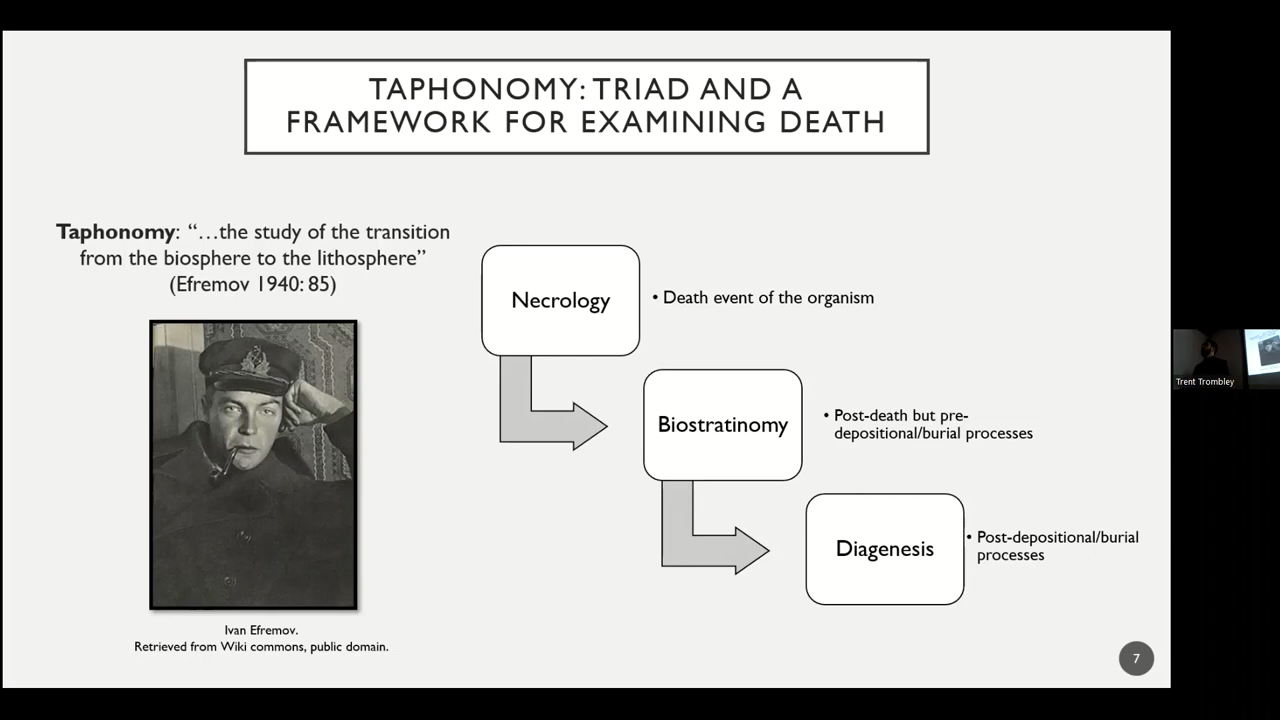 TAPHONOMY: TRIAD AND A
FRAMEWORK FOR EXAMINING DEATH
Taphonomy: “…the study of the transition
from the biosphere to the lithosphere”
(Efremov 1940: 85)
Necrology
• Death event of the organism
Biostratinomy
• Post-death but pre-
depositional/burial processes
Diagenesis
• Post-depositional/burial
processes
Ivan Efremov.
Retrieved from Wiki commons, public domain.
7
Trent Trombley